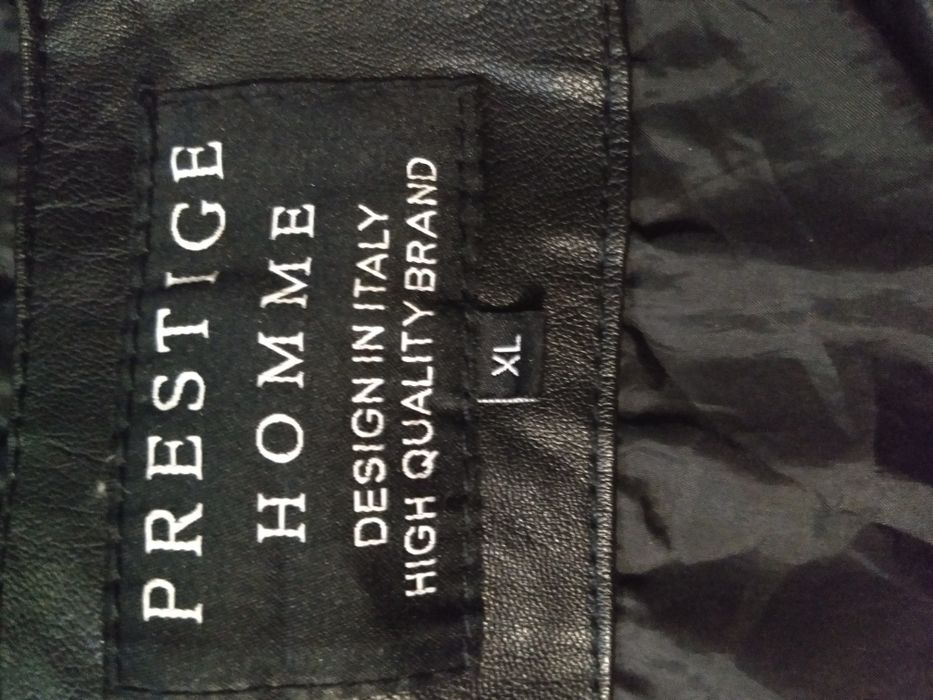 PRESTIGE
HOMME
DESIGN IN ITALY
HIGH QUALITY BRAND
XL